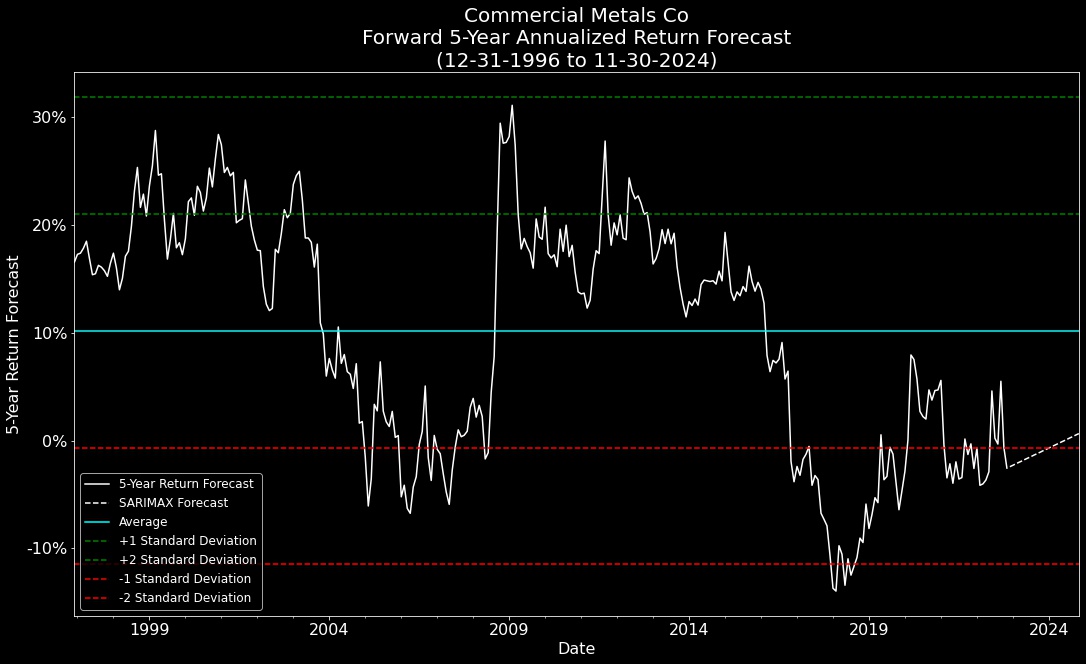 Commercial Metals Co
Forward 5-Year Annualized Return Forecast
(12-31-1996 to 11-30-2024)
5-Year Return Forecast
30%
20%
10%
0%
-10%
5-Year Return Forecast
SARIMAX Forecast
Average
+1 Standard Deviation
+2 Standard Deviation
-1 Standard Deviation
-2 Standard Deviation
1999
2004
2009
2014
2019
2024
Date